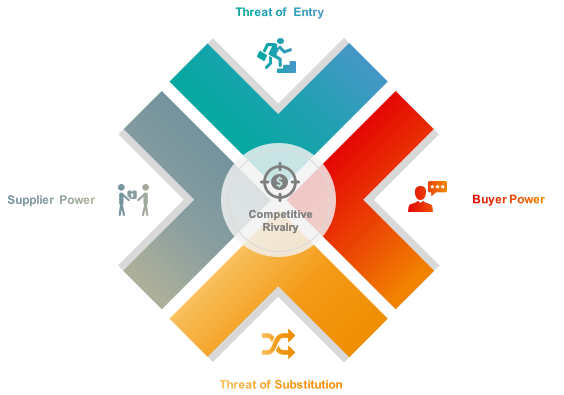 Threat of Entry
Supplier Power
$
Competitive
Rivalry
Buyer Power
Threat of Substitution